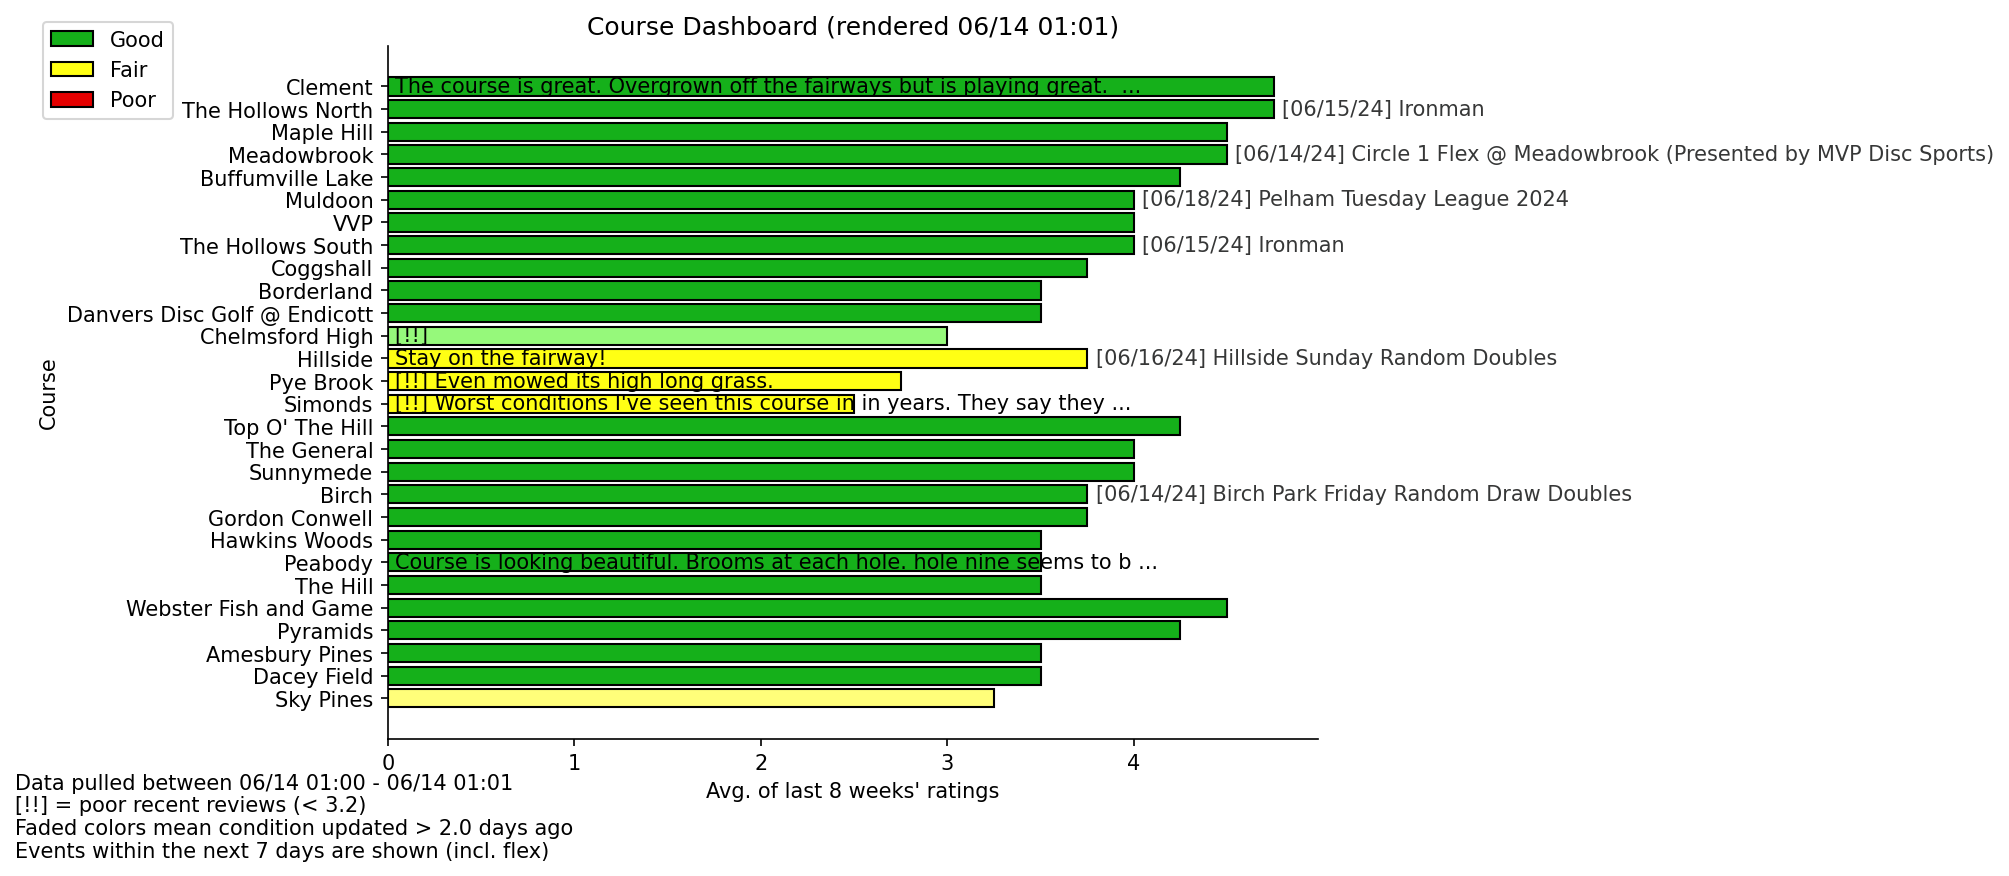 Course Dashboard (rendered 06/14 01:01)
Good
Fair
Poor
Course
Clement The course is great. Overgrown off the fairways but is playing great.  ...
The Hollows North [06/15/24] Ironman
Maple Hill
Meadowbrook [06/14/24] Circle 1 Flex @ Meadowbrook (Presented by MVP Disc Sports)
Buffumville Lake
Muldoon [06/18/24] Pelham Tuesday League 2024
VVP
The Hollows South [06/15/24] Ironman
Coggshall
Borderland
Danvers Disc Golf @ Endicott
Chelmsford High [!!]
Hillside Stay on the fairway! [06/16/24] Hillside Sunday Random Doubles
Pye Brook [!!] Even mowed its high long grass.
Simonds [!!] Worst conditions I've seen this course in in years. They say they ...
Top O' The Hill
The General
Sunnymede
Birch [06/14/24] Birch Park Friday Random Draw Doubles
Gordon Conwell
Hawkins Woods
Peabody Course is looking beautiful. Brooms at each hole. hole nine seems to b ...
The Hill
Webster Fish and Game
Pyramids
Amesbury Pines
Dacey Field
Sky Pines
0 1 2 3 4
Avg. of last 8 weeks' ratings
Data pulled between 06/14 01:00 - 06/14 01:01
[!!] = poor recent reviews (< 3.2)
Faded colors mean condition updated > 2.0 days ago
Events within the next 7 days are shown (incl. flex)